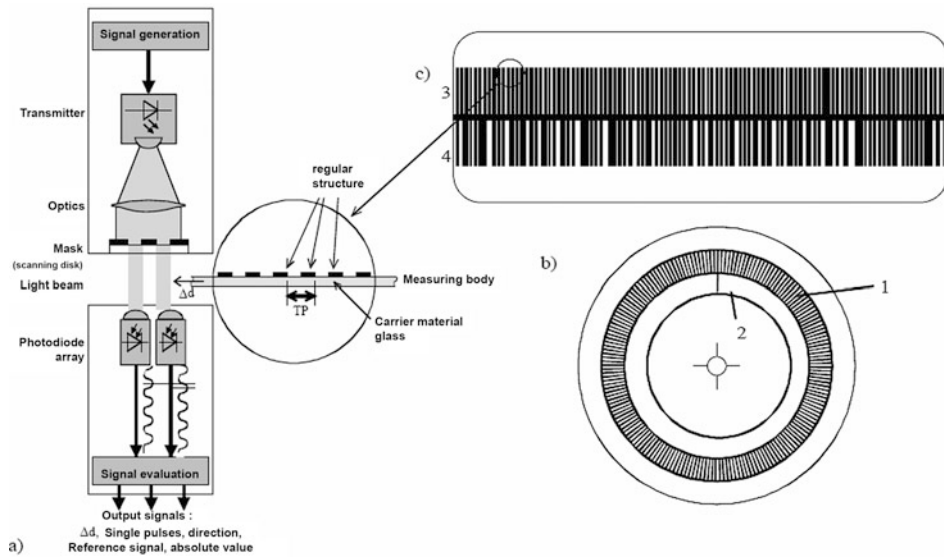 Signal generation
Transmitter
Optics
Mask
(scanning disk)
Light beam
Δd
Photodiode
array
Signal evaluation
Output signals :
Δd, Single pulses, direction,
Reference signal, absolute value
a)
regular
structure
Measuring body
TP
Carrier material
glass
c)
3
4
b)
1
2